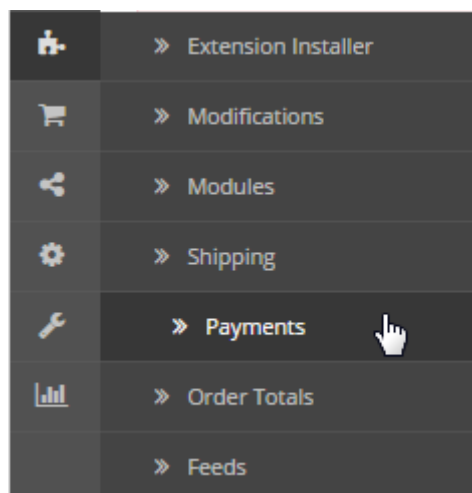 » Extension Installer
» Modifications
» Modules
» Shipping
» Payments
» Order Totals
» Feeds